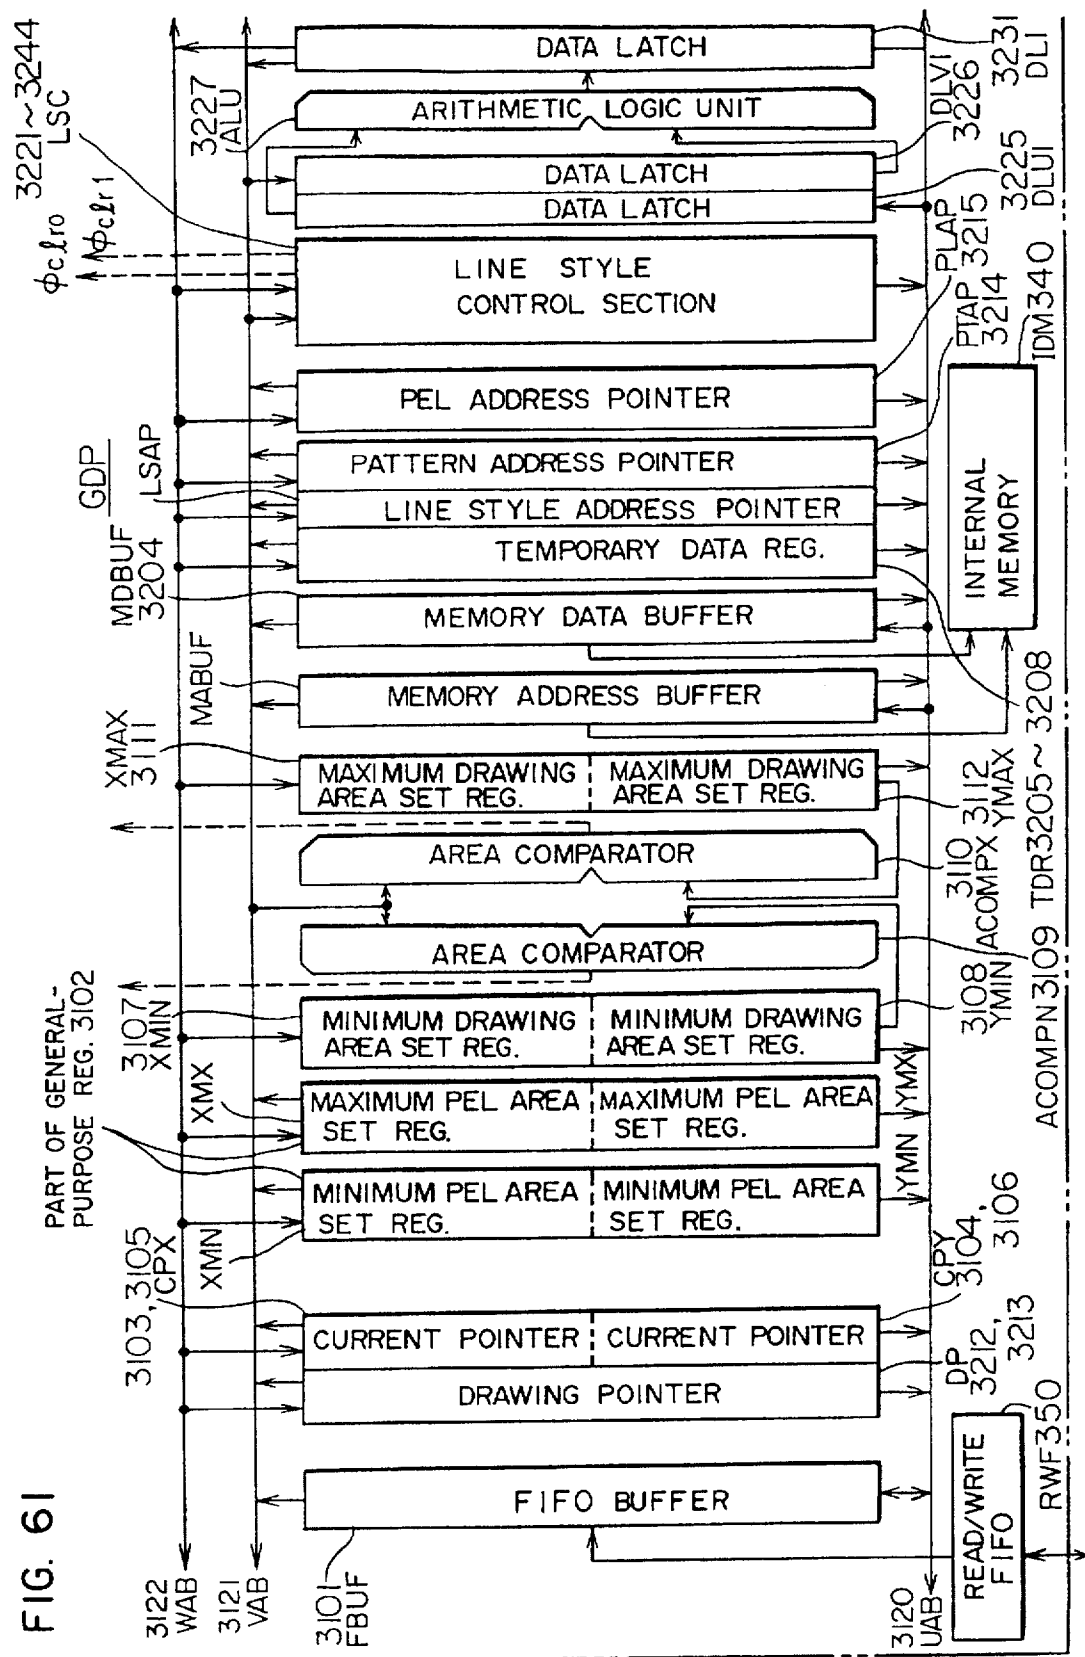 FIG. 61
3122
WAB
3121
VAB
3101
FBUF
FIFO BUFFER
3120
UAB
READ/WRITE
FIFO
RWF350
3103, 3105
CPX
CURRENT POINTER
CURRENT POINTER
DRAWING POINTER
CPY
3104,
3106
DP
3212,
3213
PART OF GENERAL-
PURPOSE REG. 3102
XMN
MINIMUM PEL AREA
SET REG.
MINIMUM PEL AREA
SET REG.
YMN
XMX
MAXIMUM PEL AREA
SET REG.
MAXIMUM PEL AREA
SET REG.
YMX
3107
XMIN
MINIMUM DRAWING
AREA SET REG.
MINIMUM DRAWING
AREA SET REG.
3108
YMIN
AREA COMPARATOR
ACOMPN3109
AREA COMPARATOR
3110
ACOMPX
XMAX
3111
MAXIMUM DRAWING
AREA SET REG.
MAXIMUM DRAWING
AREA SET REG.
3112
YMAX
MABUF
MEMORY ADDRESS BUFFER
MDBUF
3204
MEMORY DATA BUFFER
GDP
TEMPORARY DATA REG.
TDR3205~3208
LSAP
LINE STYLE ADDRESS POINTER
PATTERN ADDRESS POINTER
PTAP
3214
PEL ADDRESS POINTER
PLAP
3215
INTERNAL
MEMORY
IDM340
ϕclr0
ϕclr1
3221~3244
LSC
LINE STYLE
CONTROL SECTION
DATA LATCH
3225
DLUI
DATA LATCH
DLVI
3226
3227
ALU
ARITHMETIC LOGIC UNIT
DATA LATCH
3231
DLI